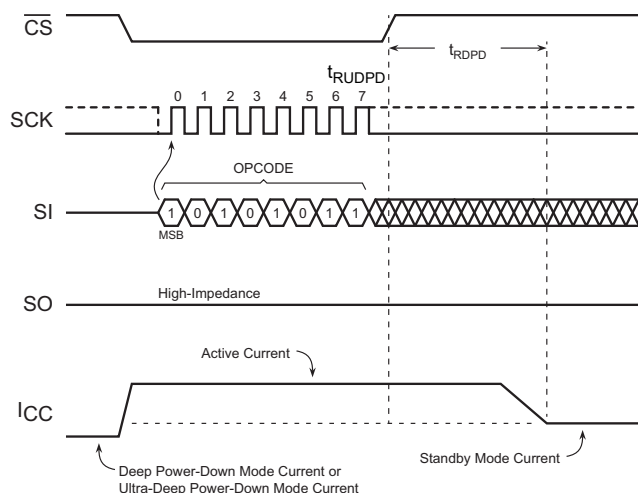 CS
tRDPD
tRUDPD
0 1 2 3 4 5 6 7
SCK
OPCODE
SI
1 0 1 0 1 0 1 1
MSB
SO
High-Impedance
Active Current
ICC
Deep Power-Down Mode Current or
Ultra-Deep Power-Down Mode Current
Standby Mode Current